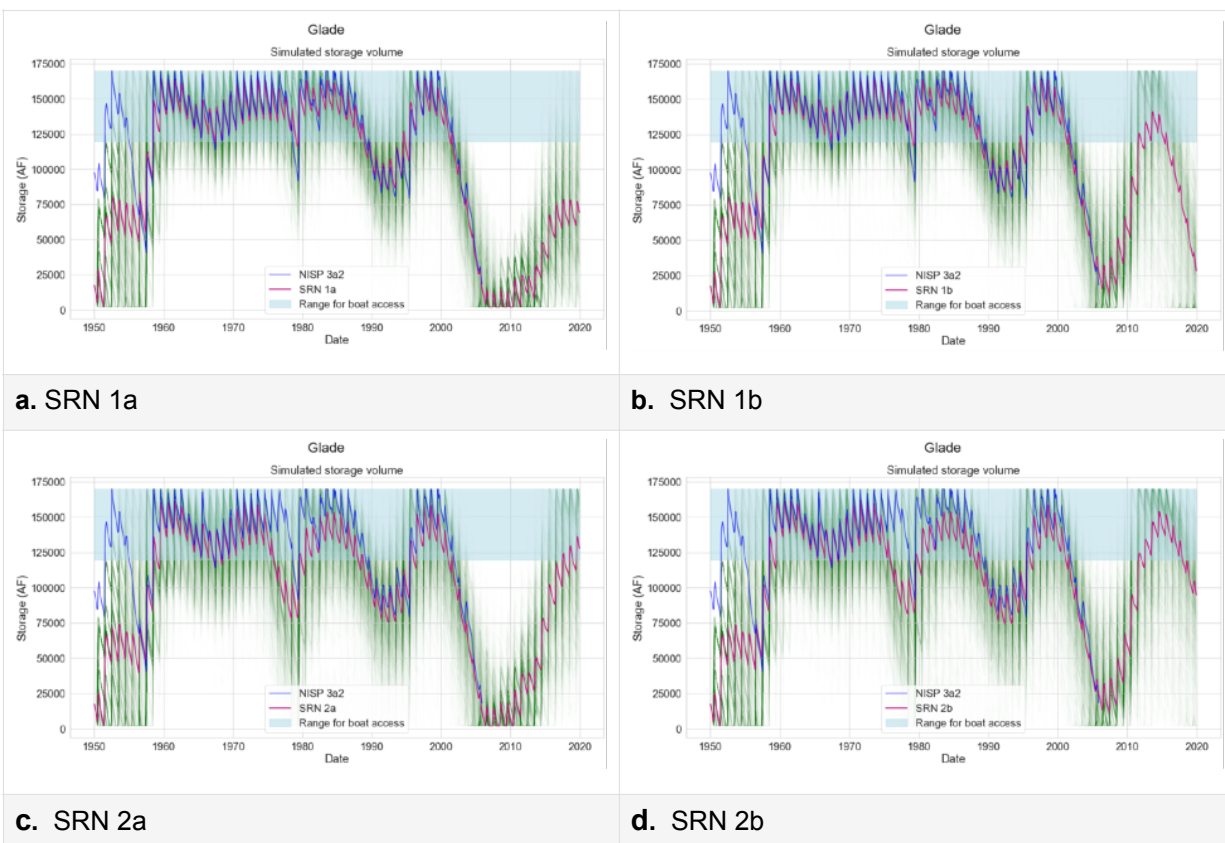 Glade
Simulated storage volume
Storage (AF)
175000
150000
125000
100000
75000
50000
25000
0
NISP 3a2
SRN 1a
Range for boat access
1950 1960 1970 1980 1990 2000 2010 2020
Date
a. SRN 1a
Glade
Simulated storage volume
Storage (AF)
175000
150000
125000
100000
75000
50000
25000
0
NISP 3a2
SRN 1b
Range for boat access
1950 1960 1970 1980 1990 2000 2010 2020
Date
b. SRN 1b
Glade
Simulated storage volume
Storage (AF)
175000
150000
125000
100000
75000
50000
25000
0
NISP 3a2
SRN 2a
Range for boat access
1950 1960 1970 1980 1990 2000 2010 2020
Date
c. SRN 2a
Glade
Simulated storage volume
Storage (AF)
175000
150000
125000
100000
75000
50000
25000
0
NISP 3a2
SRN 2b
Range for boat access
1950 1960 1970 1980 1990 2000 2010 2020
Date
d. SRN 2b